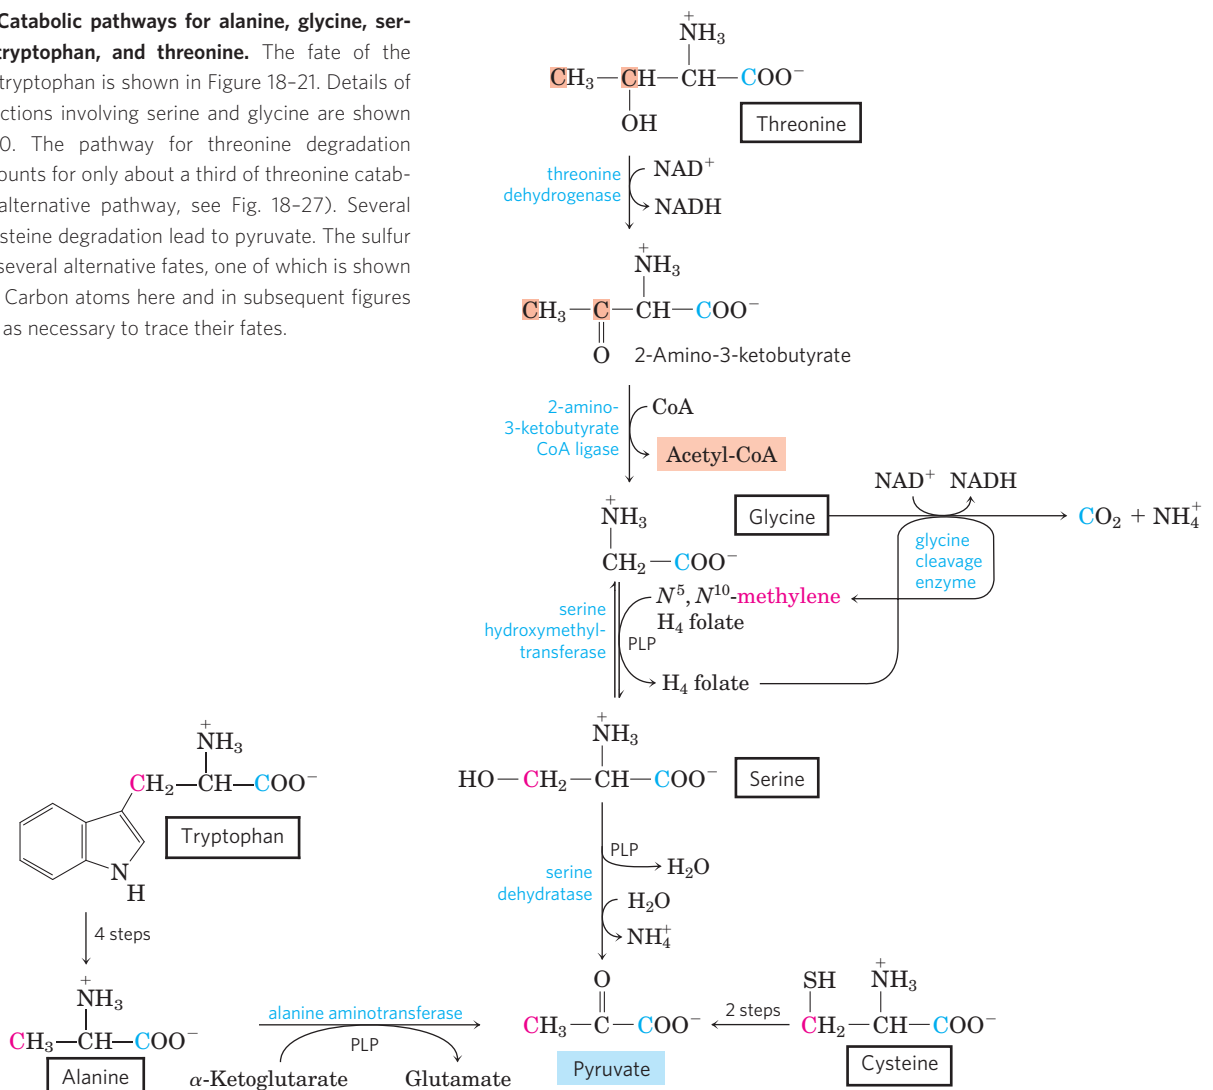 Catabolic pathways for alanine, glycine, ser-
tryptophan, and threonine. The fate of the
tryptophan is shown in Figure 18–21. Details of
ctions involving serine and glycine are shown
0. The pathway for threonine degradation
ounts for only about a third of threonine catab-
alternative pathway, see Fig. 18–27). Several
steine degradation lead to pyruvate. The sulfur
several alternative fates, one of which is shown
Carbon atoms here and in subsequent figures
as necessary to trace their fates.
+
NH₃
CH₃—CH—CH—COO⁻
OH
Threonine
threonine
dehydrogenase
NAD⁺
NADH
+
NH₃
CH₃—C—CH—COO⁻
O
2-Amino-3-ketobutyrate
2-amino-
3-ketobutyrate
CoA ligase
CoA
Acetyl-CoA
+
NH₃
CH₂—COO⁻
Glycine
NAD⁺ NADH
CO₂ + NH₄⁺
glycine
cleavage
enzyme
serine
hydroxymethyl-
transferase
PLP
N⁵, N¹⁰-methylene
H₄ folate
H₄ folate
+
NH₃
HO—CH₂—CH—COO⁻
Serine
serine
dehydratase
PLP
H₂O
H₂O
NH₄⁺
+
NH₃
CH₂—CH—COO⁻
N
H
Tryptophan
4 steps
+
NH₃
CH₃—CH—COO⁻
Alanine
alanine aminotransferase
PLP
α-Ketoglutarate
Glutamate
O
CH₃—C—COO⁻
Pyruvate
2 steps
SH
+
NH₃
CH₂—CH—COO⁻
Cysteine